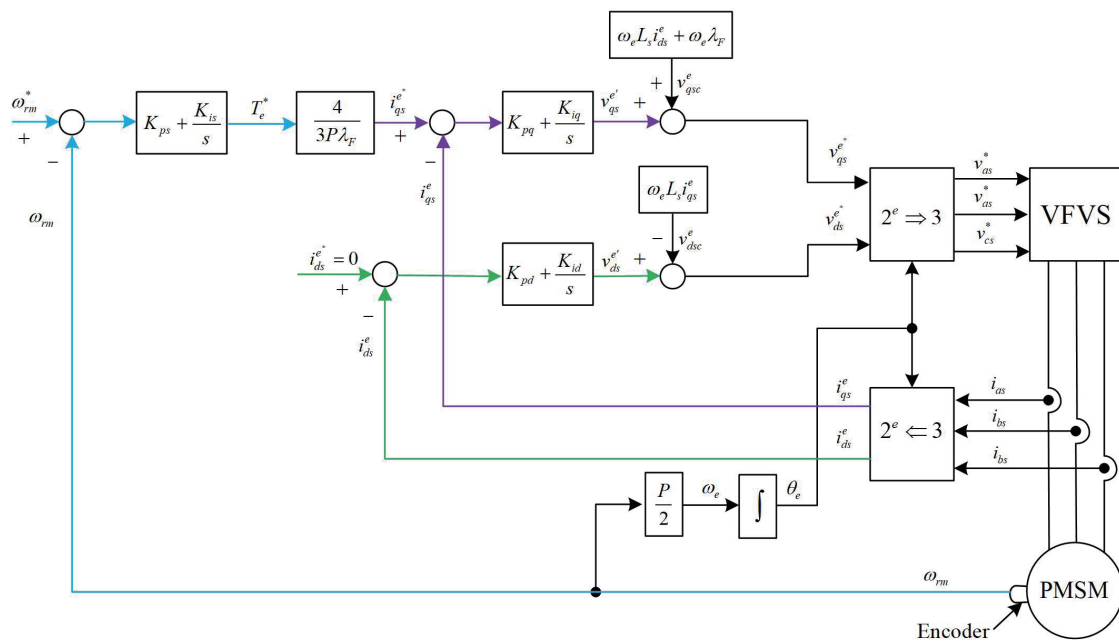 ω_e L_s i_ds^e + ω_e λ_F
ω_rm^*
+
−
K_ps + K_is/s
T_e^*
4/(3Pλ_F)
i_qs^{e*}
+
−
i_qs^e
K_pq + K_iq/s
v_qs^{e'}
+
+
v_qsc^e
v_qs^{e*}
ω_rm
ω_e L_s i_qs^e
i_ds^{e*} = 0
+
−
i_ds^e
K_pd + K_id/s
v_ds^{e'}
+
−
v_dsc^e
v_ds^{e*}
2^e ⇒ 3
v_as^*
v_as^*
v_cs^*
VFVS
i_qs^e
i_ds^e
2^e ⇐ 3
i_as
i_bs
i_bs
P/2
ω_e
∫
θ_e
ω_rm
PMSM
Encoder